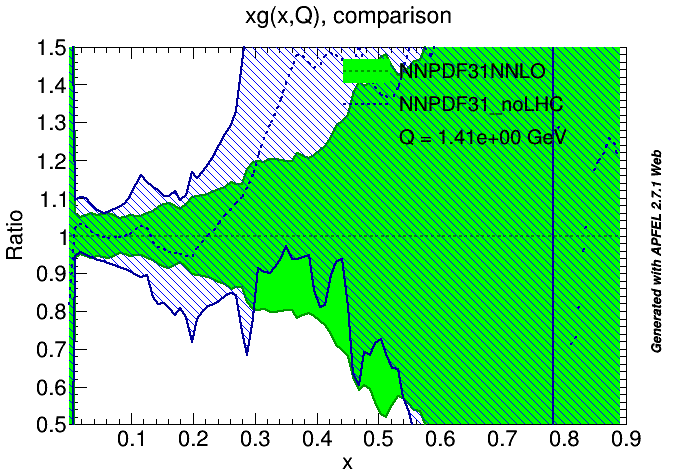 xg(x,Q), comparison
1.5
1.4
1.3
1.2
1.1
1
0.9
0.8
0.7
0.6
0.5
Ratio
NNPDF31NNLO
NNPDF31_noLHC
Q = 1.41e+00 GeV
0.1 0.2 0.3 0.4 0.5 0.6 0.7 0.8 0.9
x
Generated with APFEL 2.7.1 Web